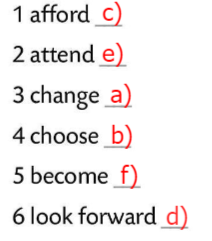 1 afford c)
2 attend e)
3 change a)
4 choose b)
5 become f)
6 look forward d)